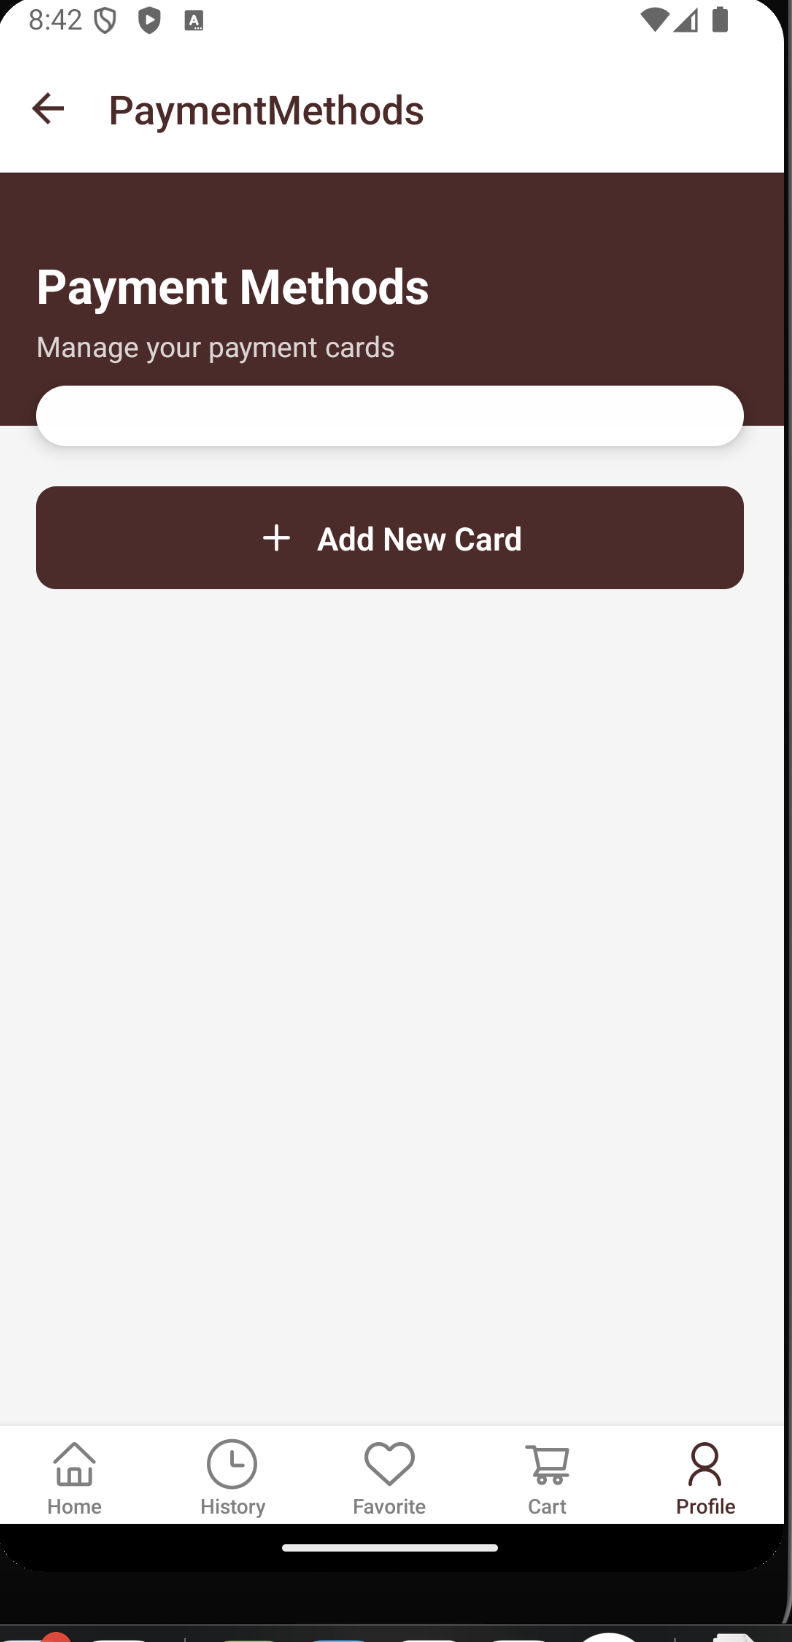 8:42
PaymentMethods
Payment Methods
Manage your payment cards
Add New Card
Home
History
Favorite
Cart
Profile